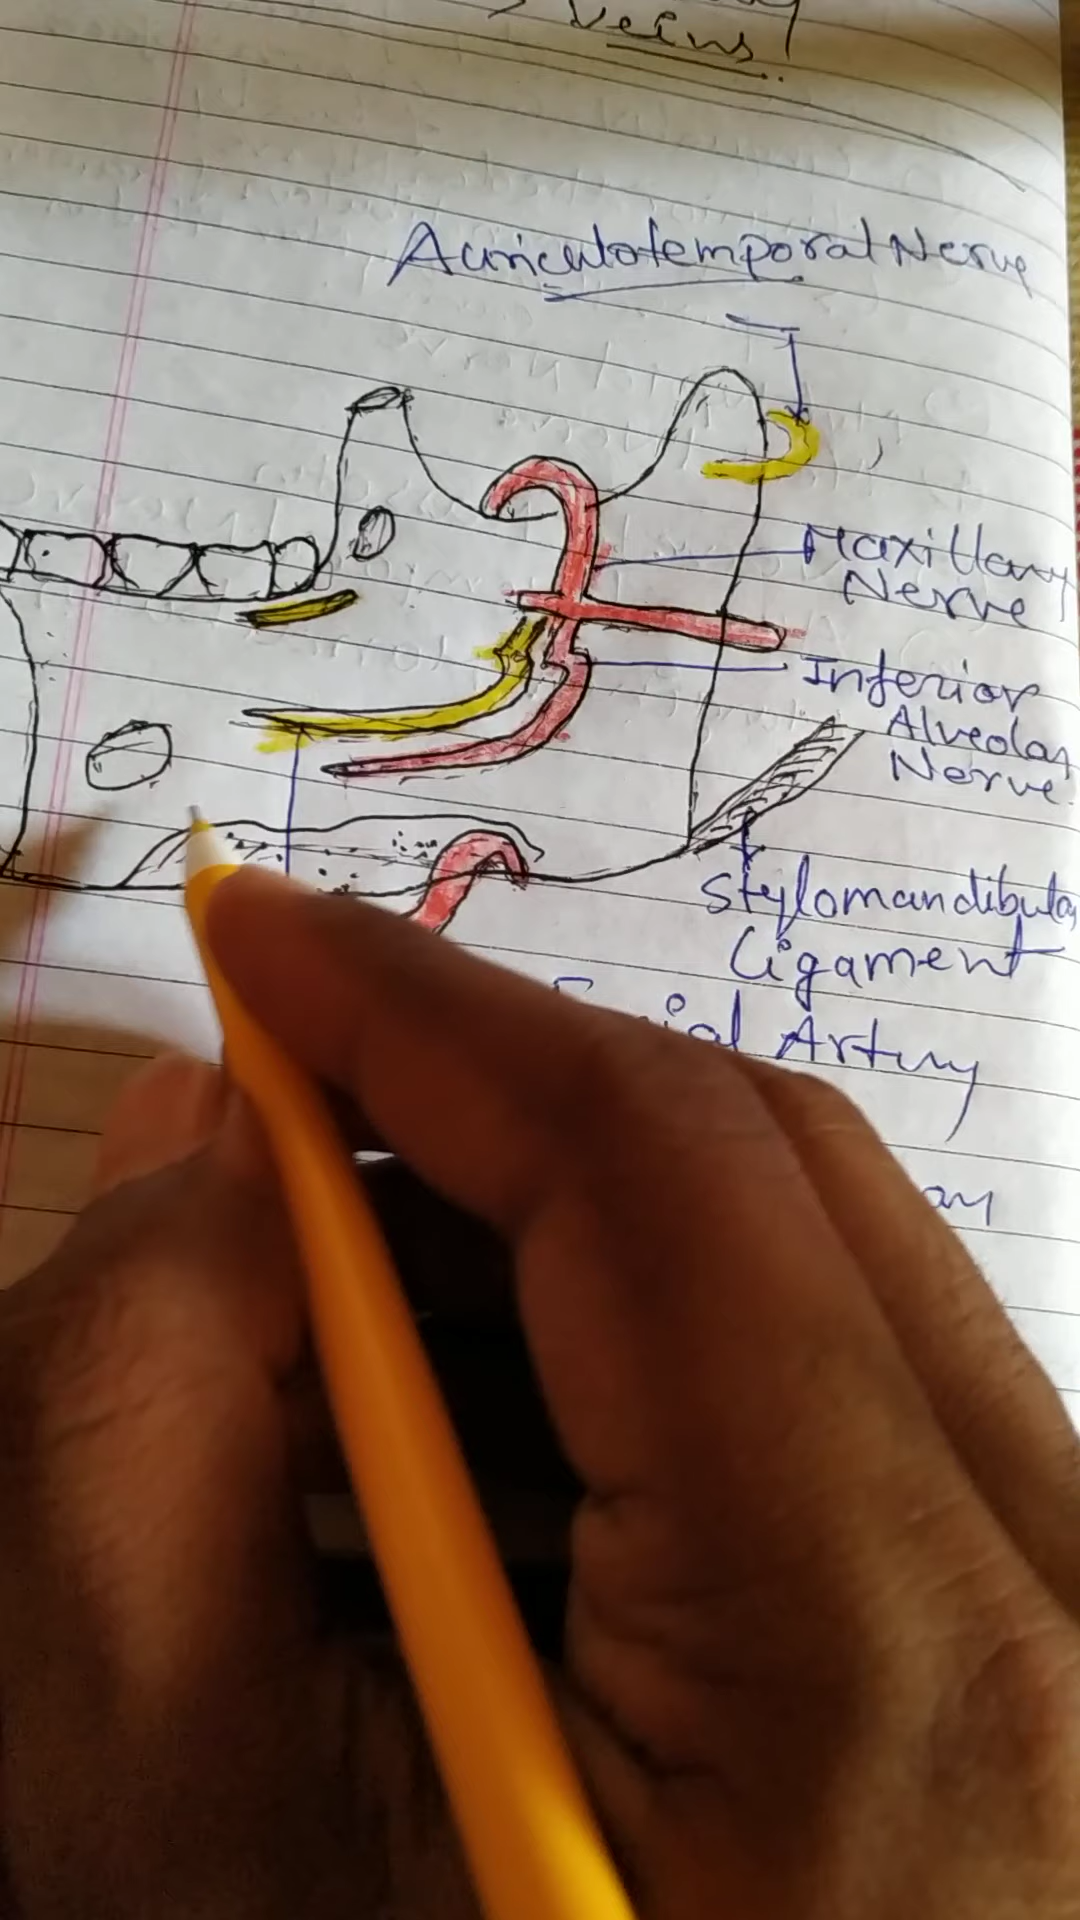 Veins
Auriculotemporal Nerve
Maxillary
Nerve
Inferior
Alveolar
Nerve
Stylomandibular
Ligament
Artery